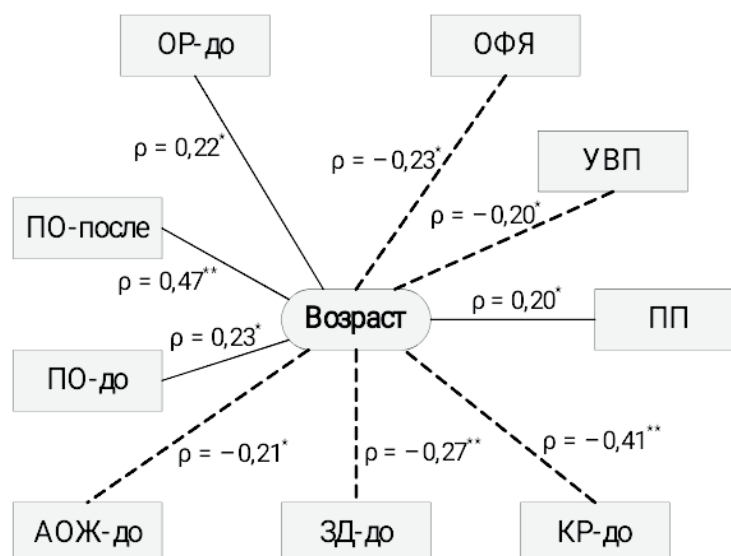 ОР-до
ОФЯ
ρ = 0,22*
ρ = −0,23*
УВП
ρ = −0,20*
ПО-после
ρ = 0,47**
Возраст
ρ = 0,20*
ПП
ρ = 0,23*
ПО-до
ρ = −0,21*
ρ = −0,27**
ρ = −0,41**
АОЖ-до
ЗД-до
КР-до